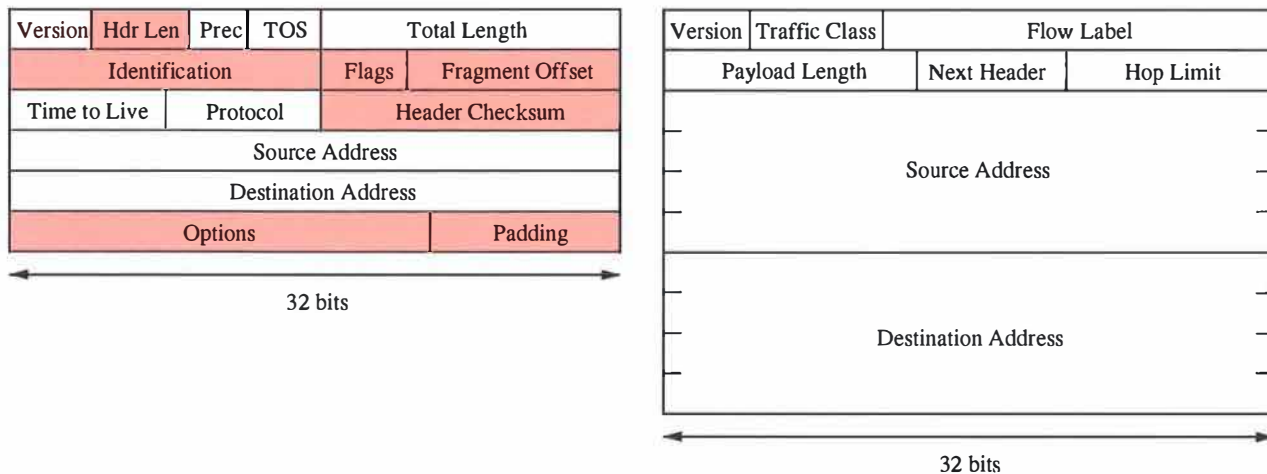 Version Hdr Len Prec TOS Total Length
Identification Flags Fragment Offset
Time to Live Protocol Header Checksum
Source Address
Destination Address
Options Padding
32 bits
Version Traffic Class Flow Label
Payload Length Next Header Hop Limit
Source Address
Destination Address
32 bits